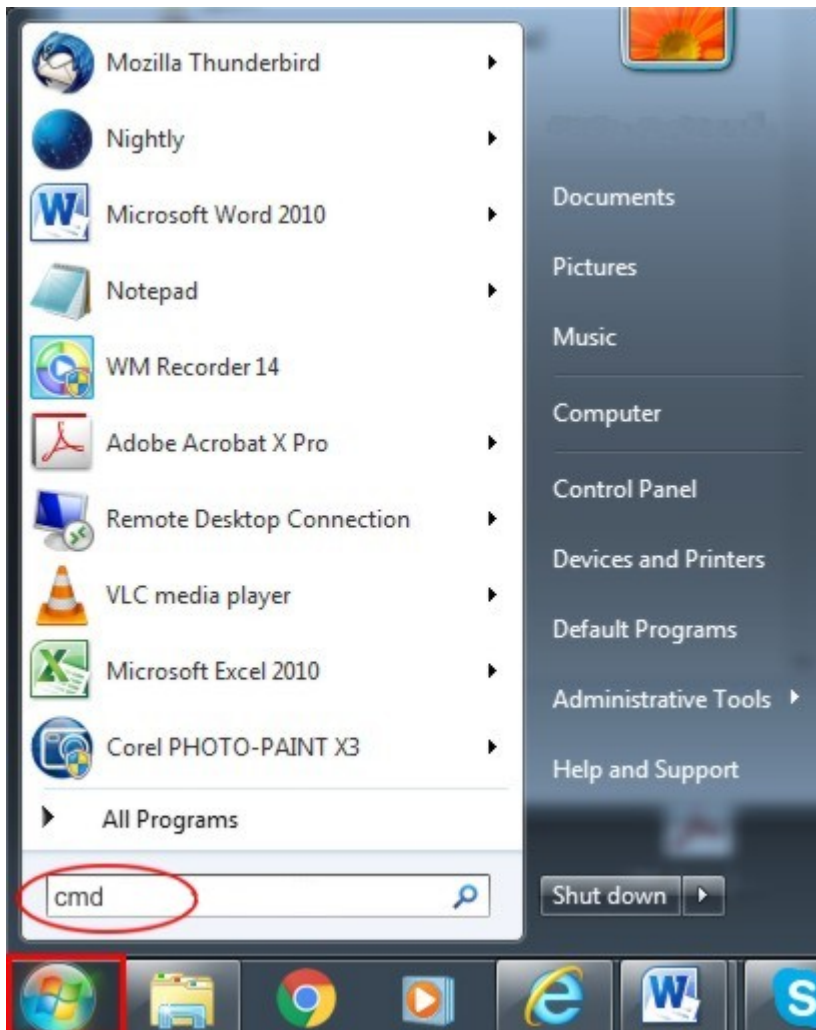 Mozilla Thunderbird
Nightly
Microsoft Word 2010
Notepad
WM Recorder 14
Adobe Acrobat X Pro
Remote Desktop Connection
VLC media player
Microsoft Excel 2010
Corel PHOTO-PAINT X3
All Programs
cmd
Documents
Pictures
Music
Computer
Control Panel
Devices and Printers
Default Programs
Administrative Tools
Help and Support
Shut down